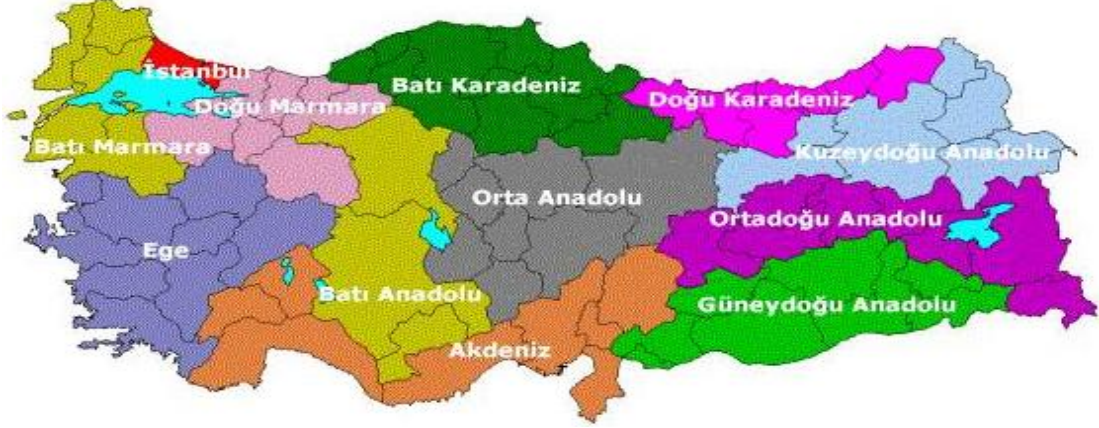 İstanbul
Batı Karadeniz
Doğu Marmara
Doğu Karadeniz
Batı Marmara
Kuzeydoğu Anadolu
Orta Anadolu
Ortadoğu Anadolu
Ege
Batı Anadolu
Güneydoğu Anadolu
Akdeniz